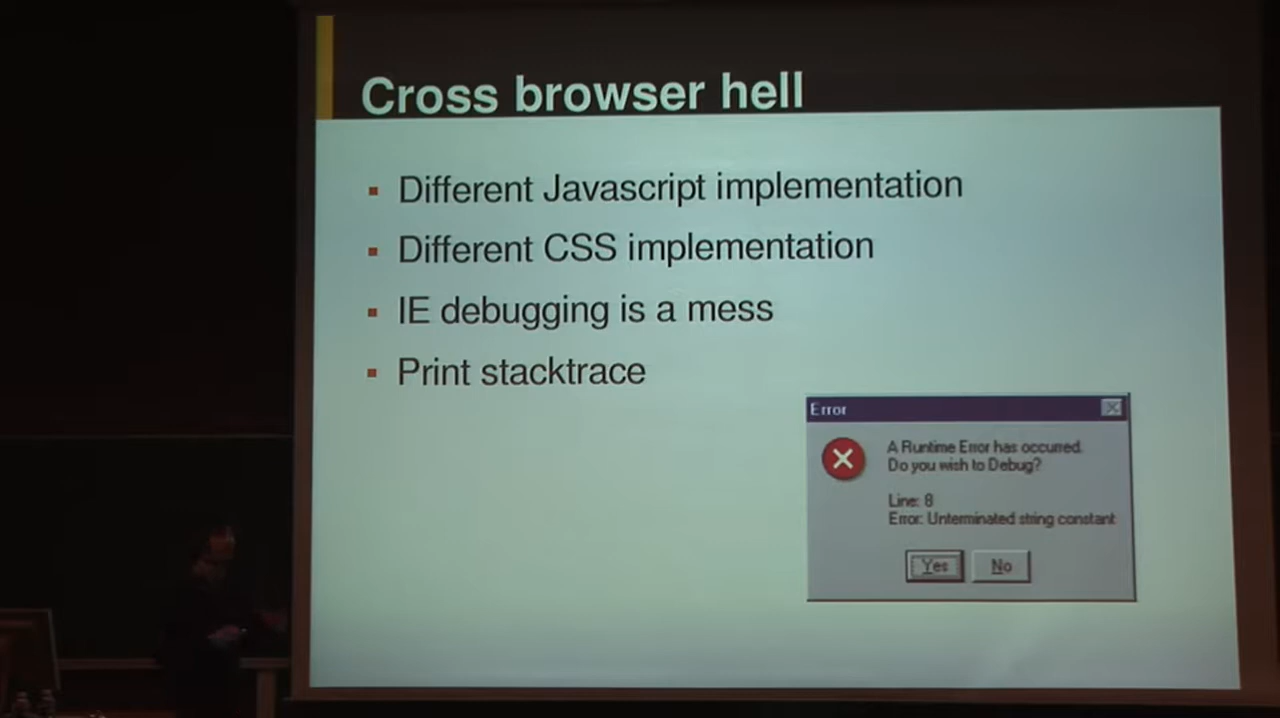 Cross browser hell
Different Javascript implementation
Different CSS implementation
IE debugging is a mess
Print stacktrace
Error
A Runtime Error has occurred.
Do you wish to Debug?
Line: 8
Error: Unterminated string constant
Yes
No